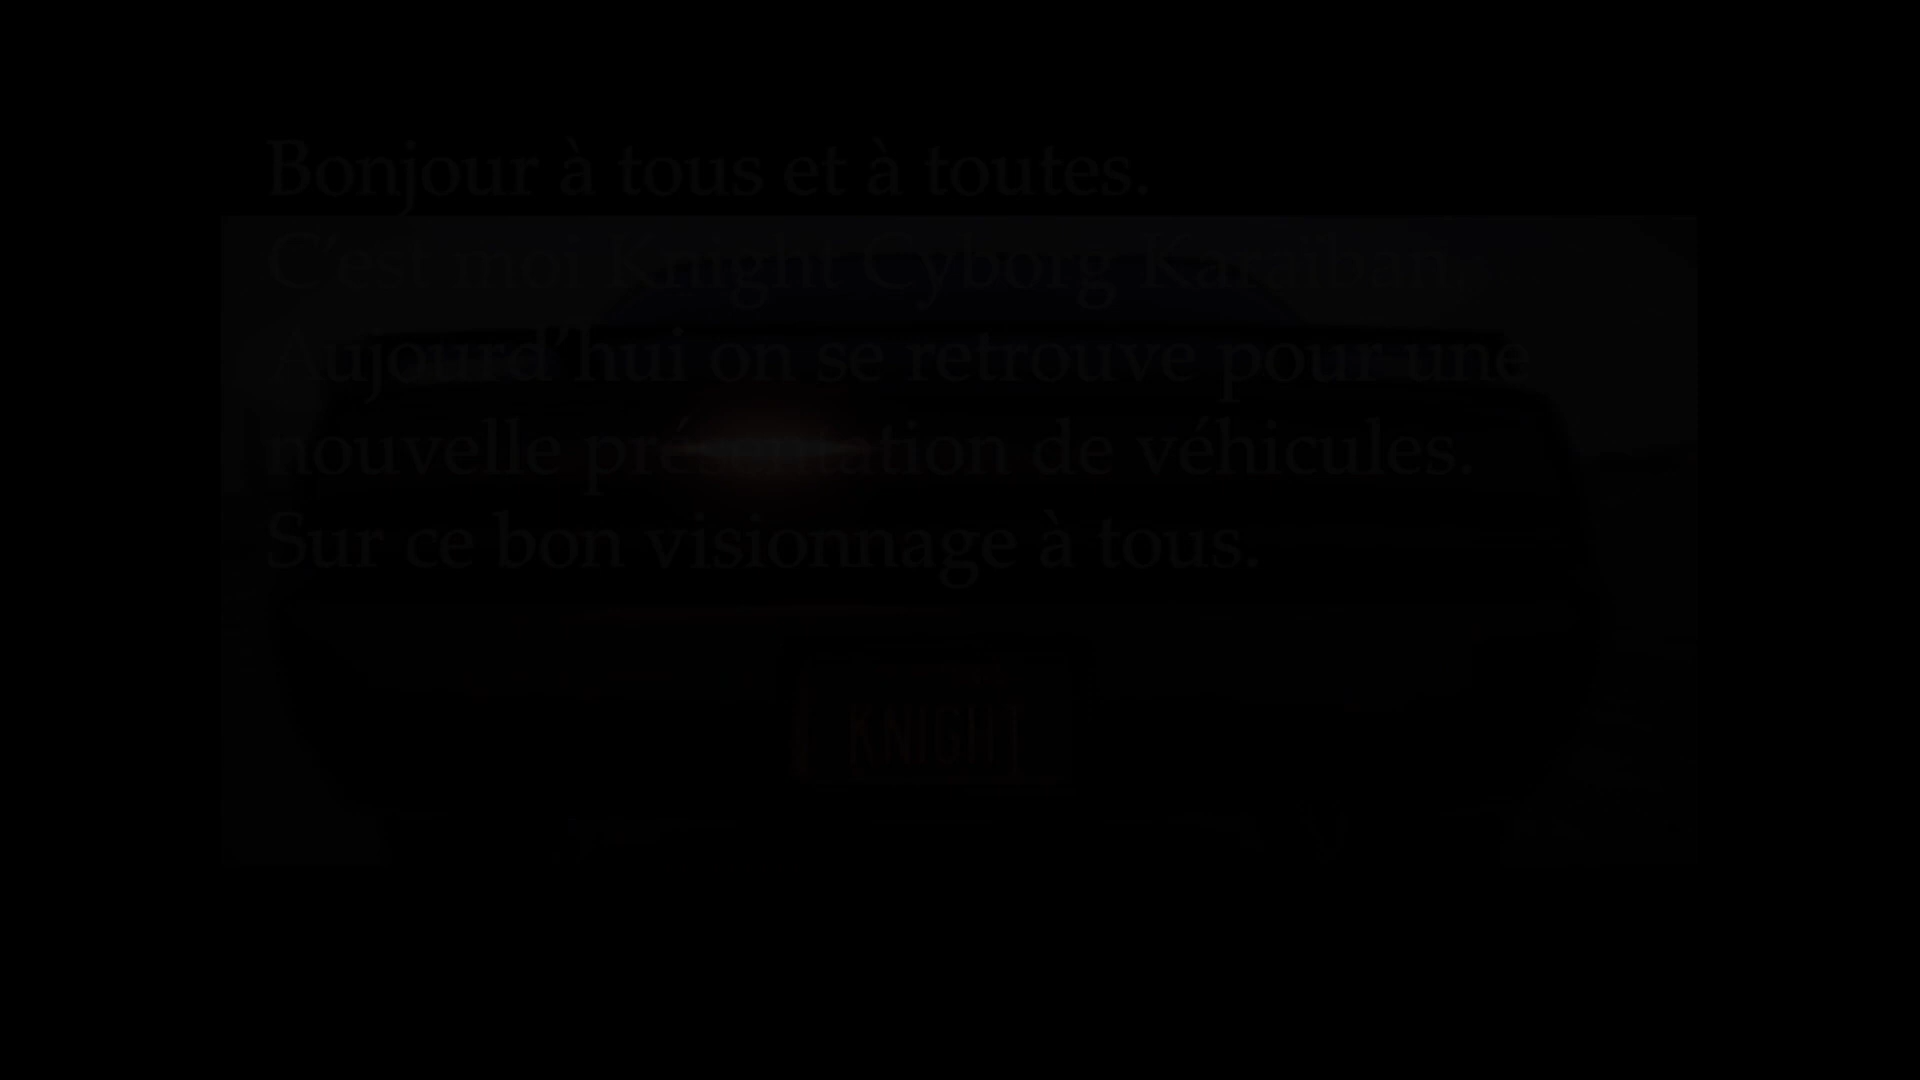 Bonjour à tous et à toutes.
C'est moi Knight Cyborg Karaïban.
Aujourd'hui on se retrouve pour une
nouvelle présentation de véhicules.
Sur ce bon visionnage à tous.
KNIGHT